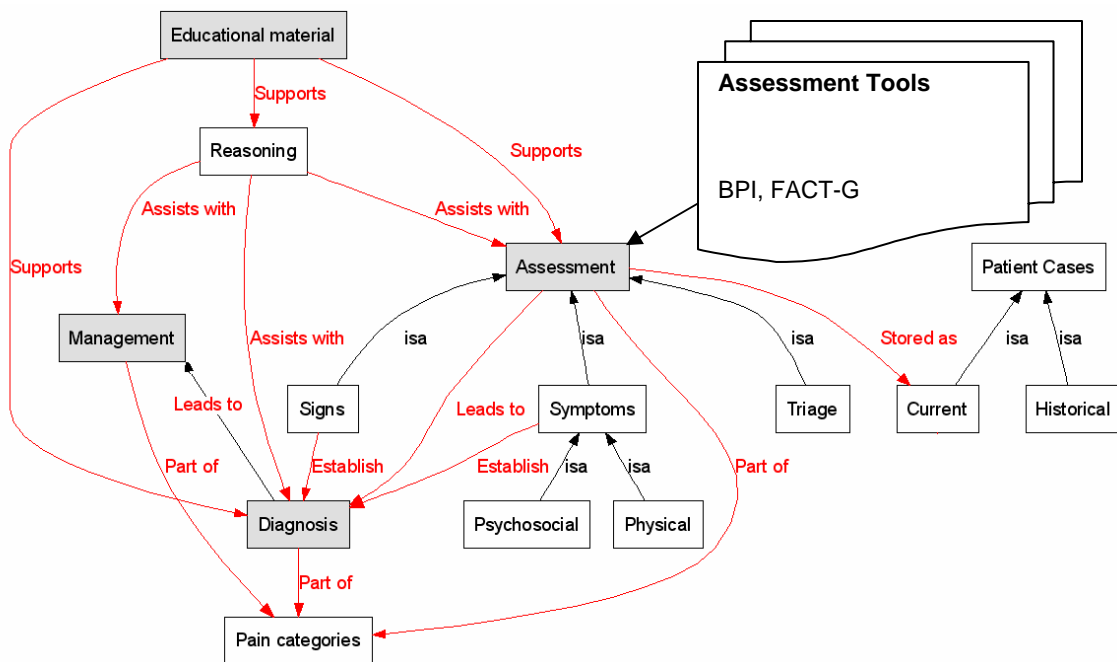 Educational material
Assessment Tools
Supports
Reasoning
Supports
BPI, FACT-G
Assists with
Assists with
Assessment
Patient Cases
Supports
Management
Assists with
isa
isa
isa
Stored as
isa
isa
Leads to
Signs
Leads to
Symptoms
Triage
Current
Historical
Part of
Establish
Establish
isa
isa
Part of
Diagnosis
Psychosocial
Physical
Part of
Pain categories